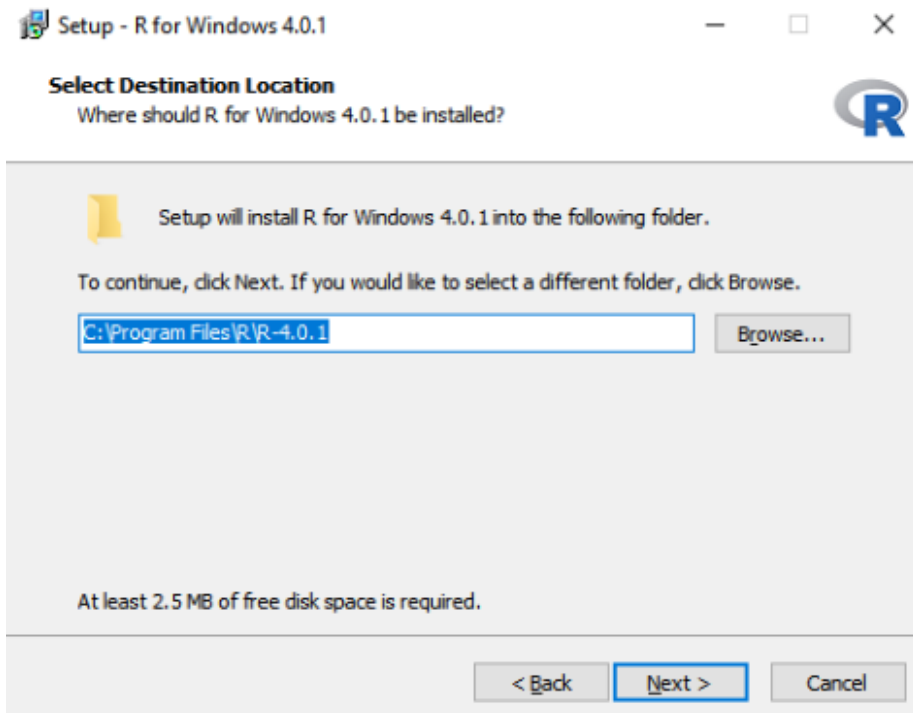 Setup - R for Windows 4.0.1
Select Destination Location
Where should R for Windows 4.0.1 be installed?
R
Setup will install R for Windows 4.0.1 into the following folder.
To continue, click Next. If you would like to select a different folder, click Browse.
C:\Program Files\R\R-4.0.1
Browse...
At least 2.5 MB of free disk space is required.
< Back
Next >
Cancel